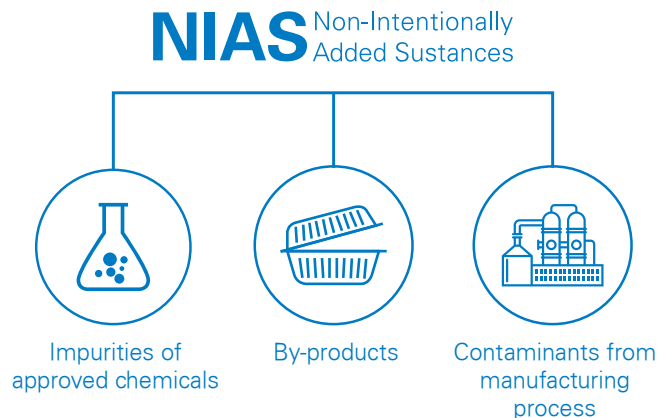 NIAS Non-Intentionally
Added Sustances
Impurities of
approved chemicals
By-products
Contaminants from
manufacturing
process